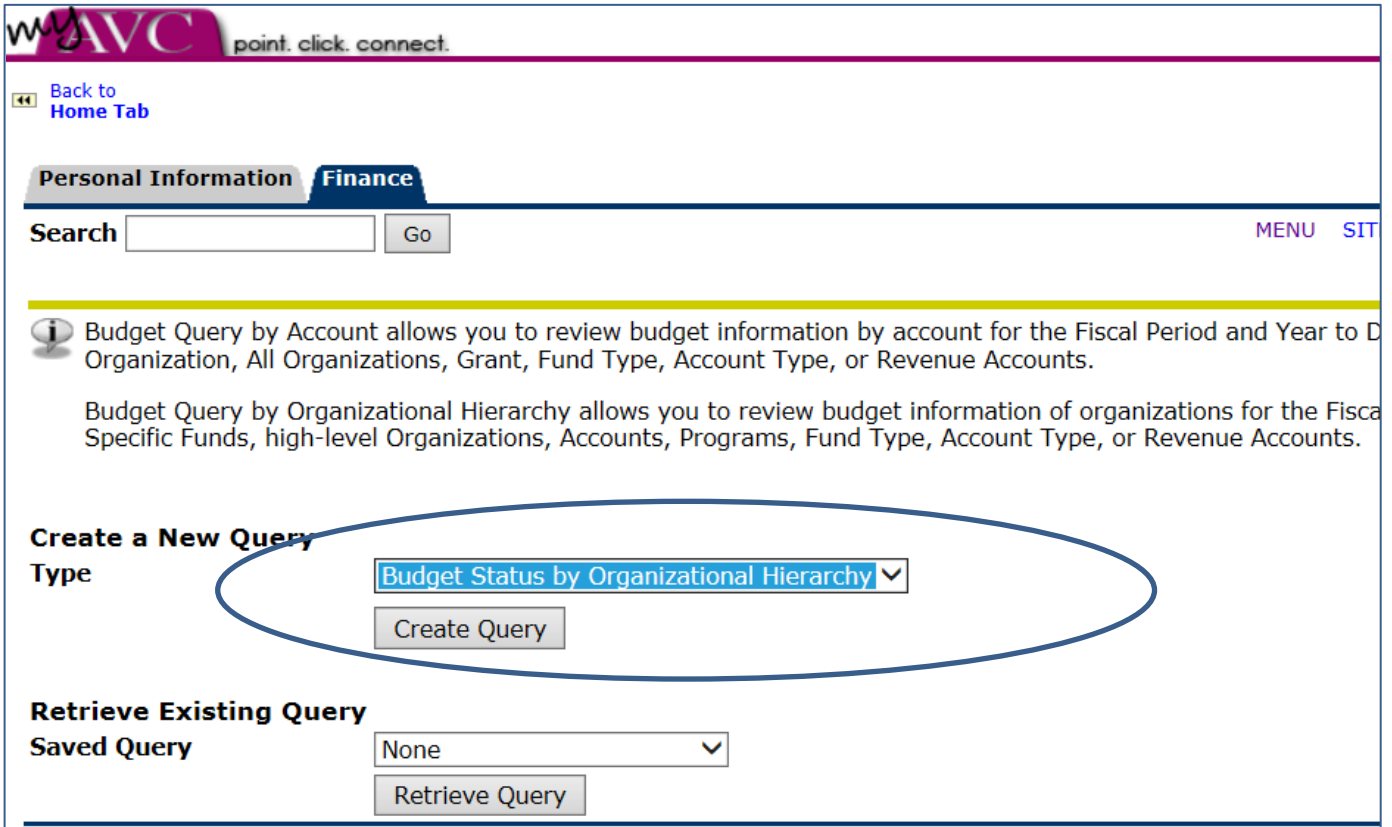 myAVC point. click. connect.
Back to
Home Tab
Personal Information Finance
Search Go MENU SIT
Budget Query by Account allows you to review budget information by account for the Fiscal Period and Year to D
Organization, All Organizations, Grant, Fund Type, Account Type, or Revenue Accounts.
Budget Query by Organizational Hierarchy allows you to review budget information of organizations for the Fisca
Specific Funds, high-level Organizations, Accounts, Programs, Fund Type, Account Type, or Revenue Accounts.
Create a New Query
Type Budget Status by Organizational Hierarchy
Create Query
Retrieve Existing Query
Saved Query None
Retrieve Query